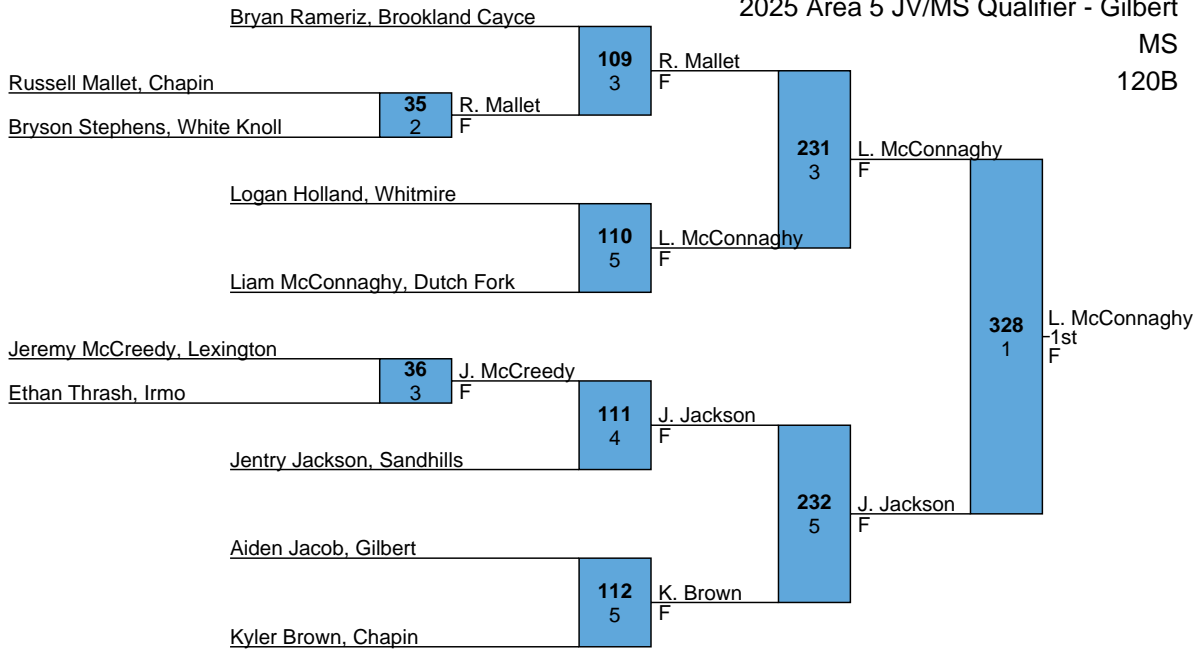 2025 Area 5 JV/MS Qualifier - Gilbert
MS
120B
Bryan Rameriz, Brookland Cayce
109
3
R. Mallet
F
Russell Mallet, Chapin
35
2
R. Mallet
F
Bryson Stephens, White Knoll
231
3
L. McConnaghy
F
Logan Holland, Whitmire
110
5
L. McConnaghy
F
Liam McConnaghy, Dutch Fork
328
1
L. McConnaghy
1st
F
Jeremy McCreedy, Lexington
36
3
J. McCreedy
F
Ethan Thrash, Irmo
111
4
J. Jackson
F
Jentry Jackson, Sandhills
232
5
J. Jackson
F
Aiden Jacob, Gilbert
112
5
K. Brown
F
Kyler Brown, Chapin